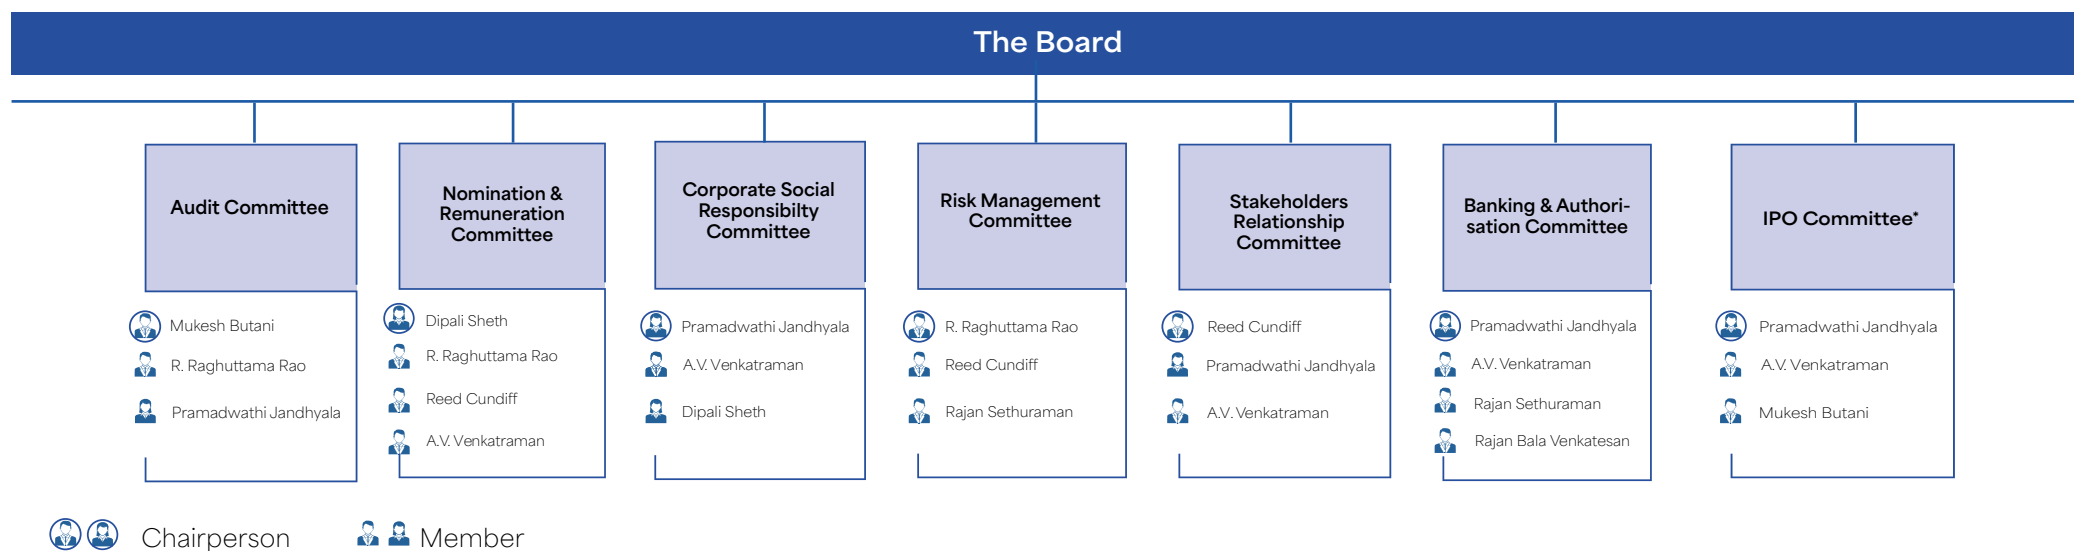 The Board
Audit Committee
Mukesh Butani
R. Raghuttama Rao
Pramadwathi Jandhyala
Nomination &
Remuneration
Committee
Dipali Sheth
R. Raghuttama Rao
Reed Cundiff
A.V. Venkatraman
Corporate Social
Responsibilty
Committee
Pramadwathi Jandhyala
A.V. Venkatraman
Dipali Sheth
Risk Management
Committee
R. Raghuttama Rao
Reed Cundiff
Rajan Sethuraman
Stakeholders
Relationship
Committee
Reed Cundiff
Pramadwathi Jandhyala
A.V. Venkatraman
Banking & Authori-
sation Committee
Pramadwathi Jandhyala
A.V. Venkatraman
Rajan Sethuraman
Rajan Bala Venkatesan
IPO Committee*
Pramadwathi Jandhyala
A.V. Venkatraman
Mukesh Butani
Chairperson
Member